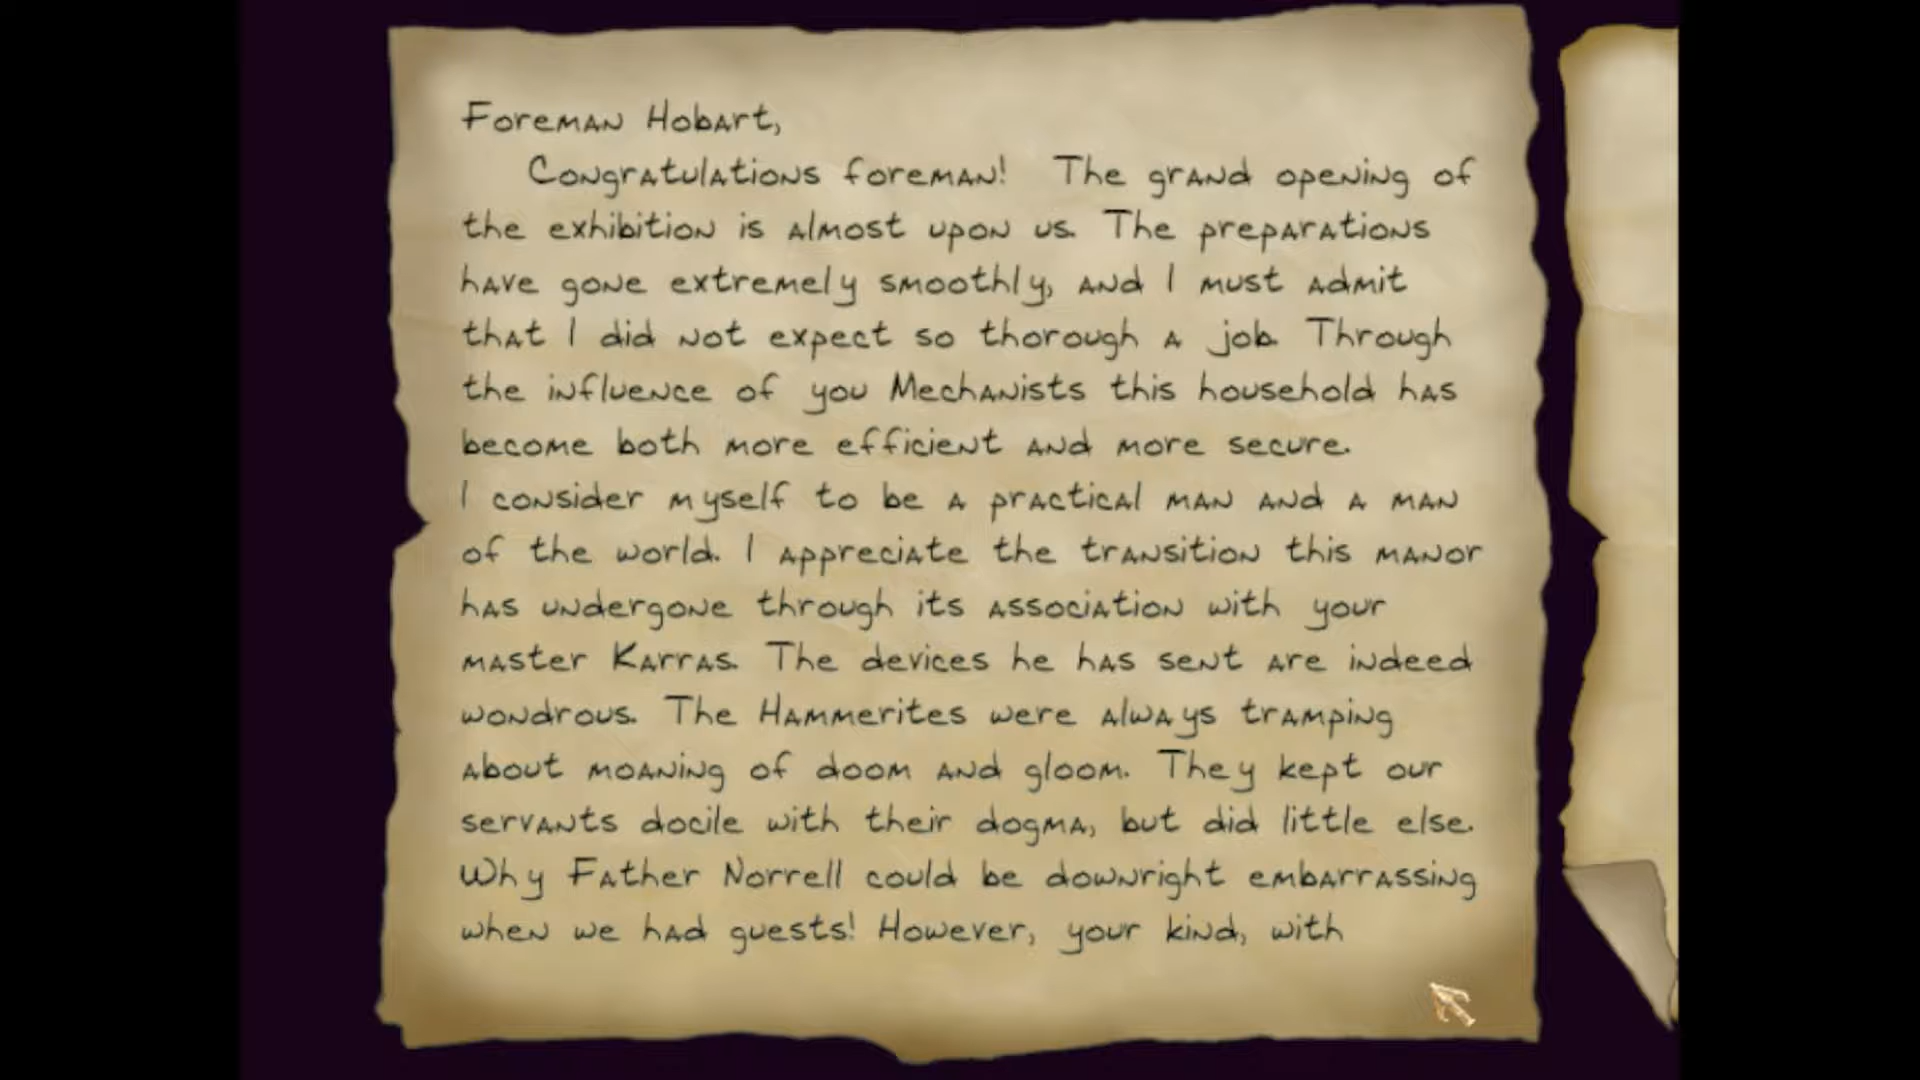 Foreman Hobart,
Congratulations foreman! The grand opening of
the exhibition is almost upon us. The preparations
have gone extremely smoothly, and I must admit
that I did not expect so thorough a job. Through
the influence of you Mechanists this household has
become both more efficient and more secure.
I consider myself to be a practical man and a man
of the world. I appreciate the transition this manor
has undergone through its association with your
master Karras. The devices he has sent are indeed
wondrous. The Hammerites were always tramping
about moaning of doom and gloom. They kept our
servants docile with their dogma, but did little else.
Why Father Norrell could be downright embarrassing
when we had guests! However, your kind, with